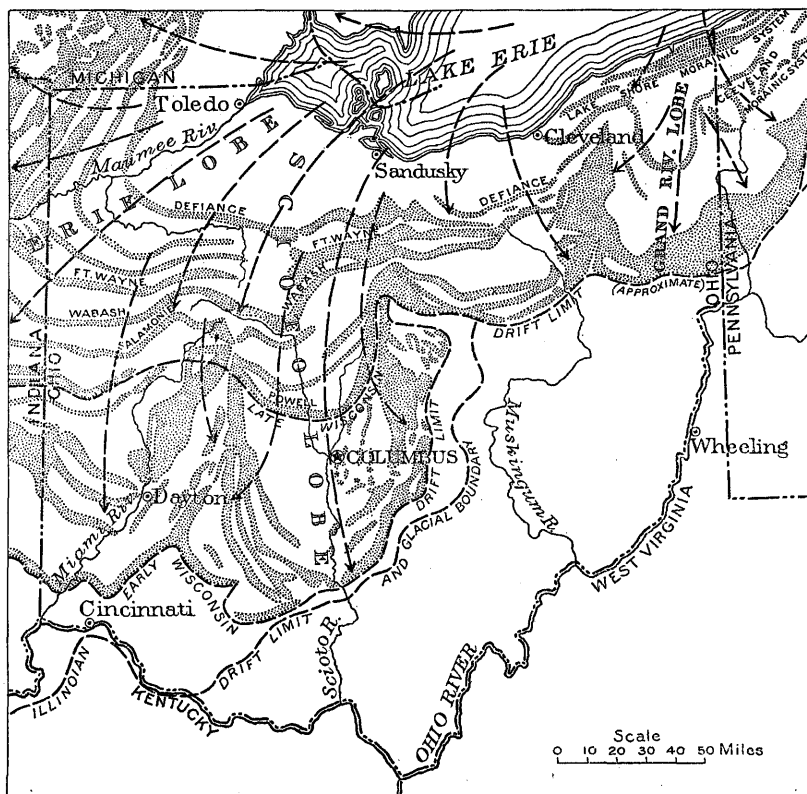 LAKE ERIE
MICHIGAN
Toledo
Maumee Riv.
Cleveland
Sandusky
LAKE SHORE MORAINIC SYSTEM
CLEVELAND MORAINIC SYSTEM
GRAND RIV. LOBE
ERIE LOBE
SCIOTO LOBE
DEFIANCE
DEFIANCE
FT. WAYNE
FT. WAYNE
WABASH
WABASH
SALAMONIE
POWELL
LATE WISCONSIN
DRIFT LIMIT
(APPROXIMATE)
OHIO
PENNSYLVANIA
INDIANA
OHIO
COLUMBUS
Wheeling
Dayton
Miami Riv.
Muskingum R.
DRIFT LIMIT
AND GLACIAL BOUNDARY
EARLY WISCONSIN
WEST VIRGINIA
Cincinnati
DRIFT LIMIT
Scioto R.
ILLINOIAN
KENTUCKY
OHIO RIVER
Scale
0 10 20 30 40 50 Miles